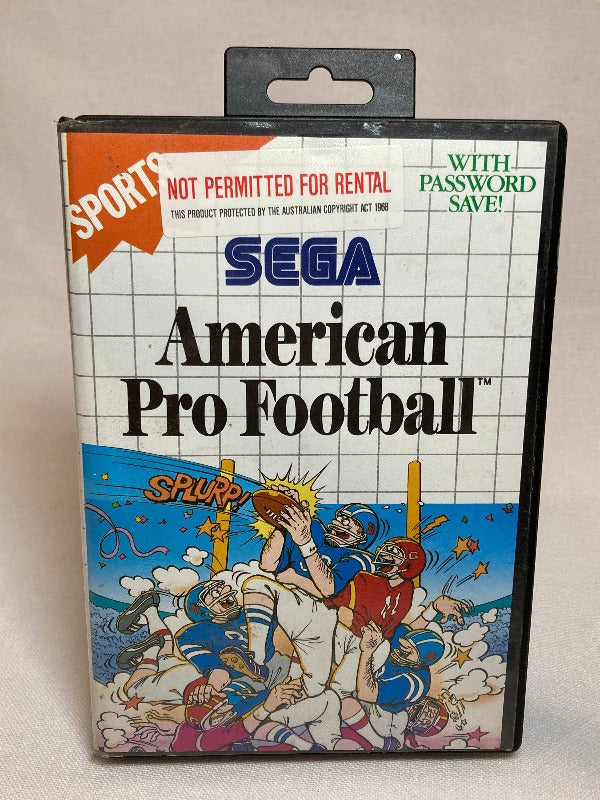 SPORTS
NOT PERMITTED FOR RENTAL
THIS PRODUCT PROTECTED BY THE AUSTRALIAN COPYRIGHT ACT 1968
WITH
PASSWORD
SAVE!
SEGA
American
Pro Football™
SPLURP!
11